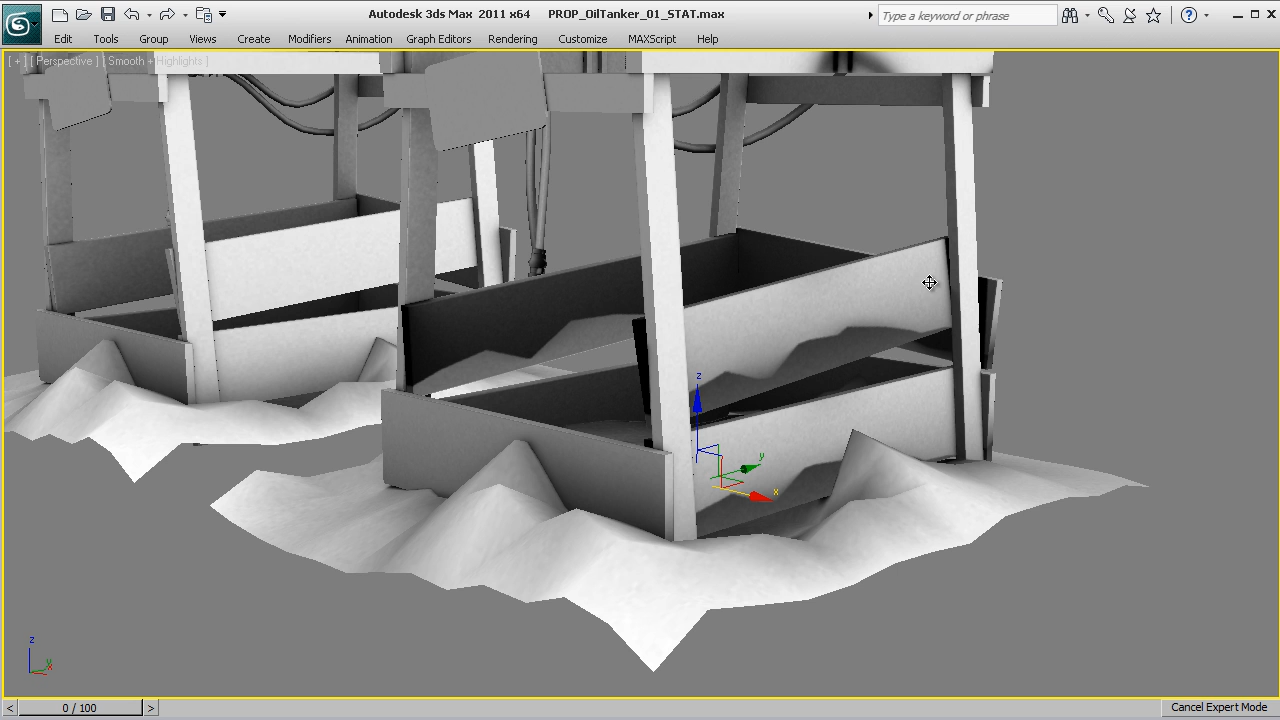 Autodesk 3ds Max 2011 x64 PROP_OilTanker_01_STAT.max
Type a keyword or phrase
Edit Tools Group Views Create Modifiers Animation Graph Editors Rendering Customize MAXScript Help
[ + ] [ Perspective ] [ Smooth + Highlights ]
z
y
x
z
y
x
< 0 / 100 >
Cancel Expert Mode